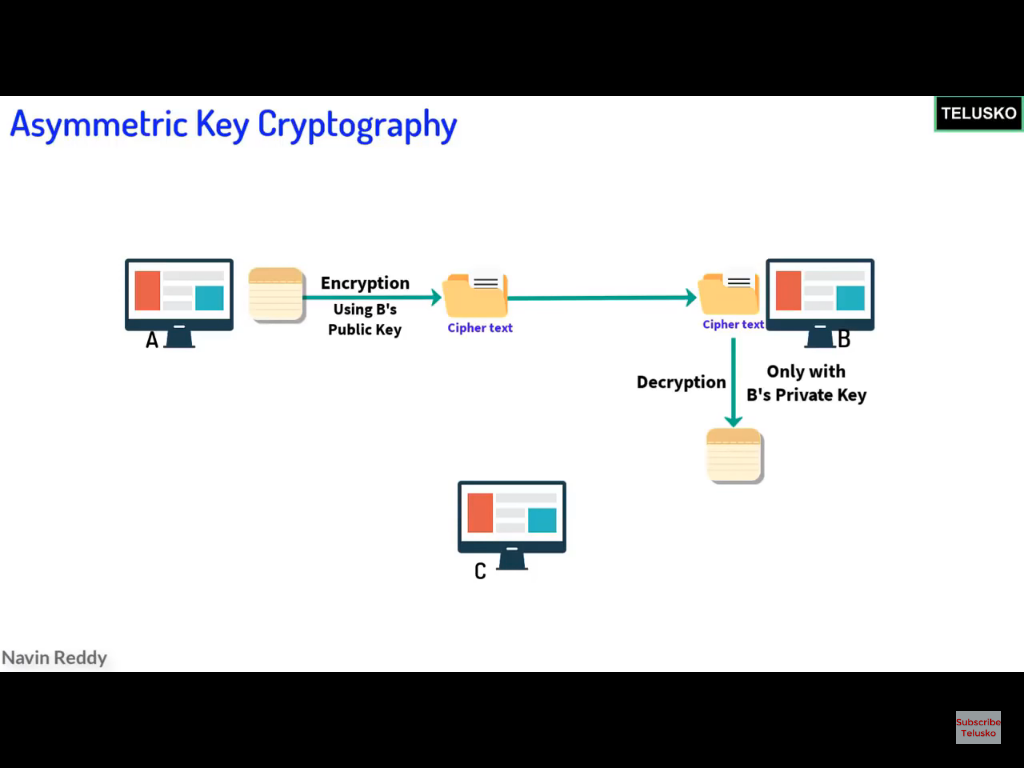 Asymmetric Key Cryptography
TELUSKO
Encryption
Using B's
Public Key
Cipher text
Cipher text
A
B
Decryption
Only with
B's Private Key
C
Navin Reddy
Subscribe
Telusko